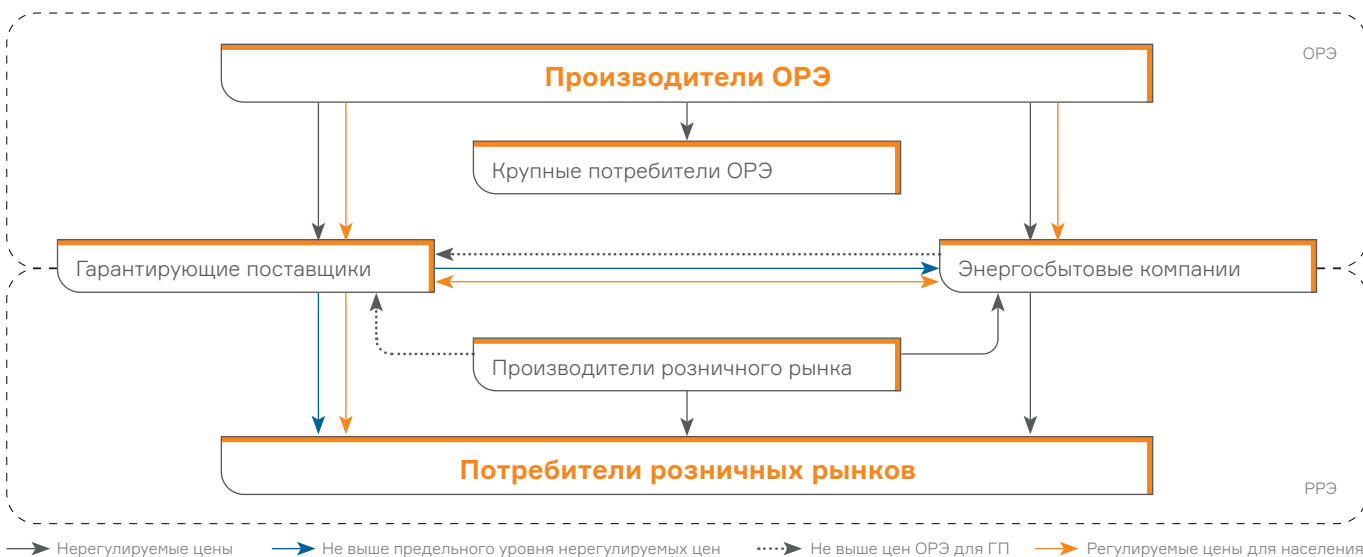 ОРЭ
Производители ОРЭ
Крупные потребители ОРЭ
Гарантирующие поставщики
Энергосбытовые компании
Производители розничного рынка
Потребители розничных рынков
РРЭ
Нерегулируемые цены
Не выше предельного уровня нерегулируемых цен
Не выше цен ОРЭ для ГП
Регулируемые цены для населения